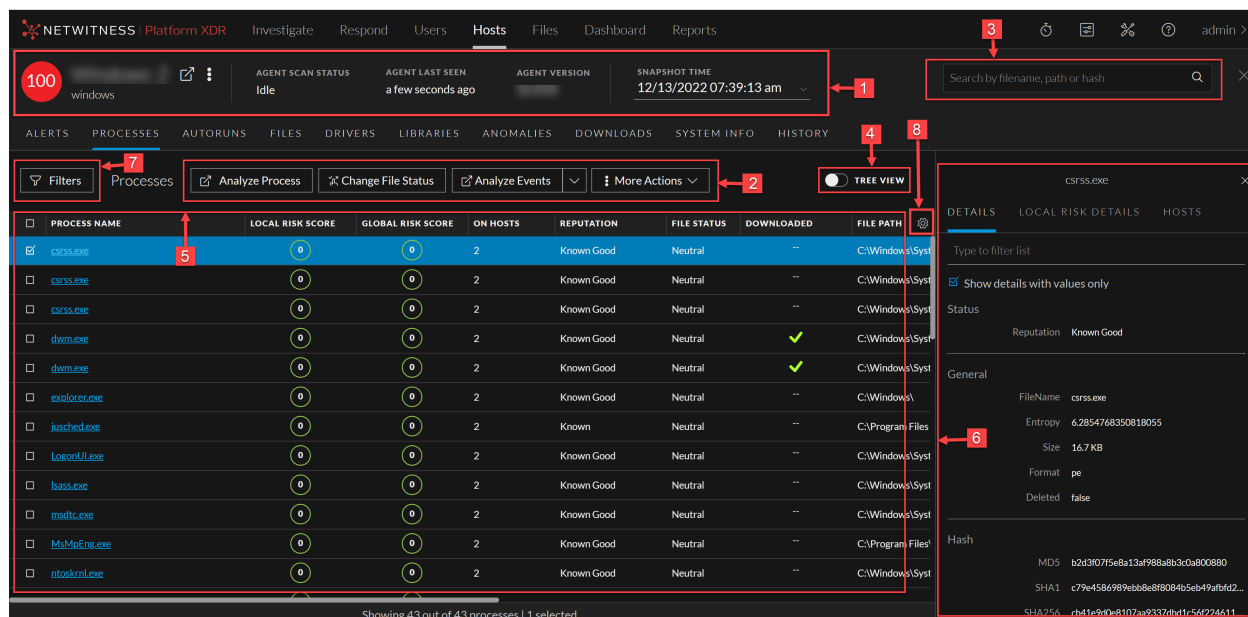 NETWITNESS Platform XDR Investigate Respond Users Hosts Files Dashboard Reports 3 admin
100 windows AGENT SCAN STATUS Idle AGENT LAST SEEN a few seconds ago AGENT VERSION SNAPSHOT TIME 12/13/2022 07:39:13 am 1 Search by filename, path or hash
ALERTS PROCESSES AUTORUNS FILES DRIVERS LIBRARIES ANOMALIES DOWNLOADS SYSTEM INFO HISTORY 4 8
7
Filters Processes Analyze Process Change File Status Analyze Events More Actions 2 TREE VIEW
PROCESS NAME LOCAL RISK SCORE GLOBAL RISK SCORE ON HOSTS REPUTATION FILE STATUS DOWNLOADED FILE PATH
5
csrss.exe 0 0 2 Known Good Neutral -- C:\Windows\Syst
csrss.exe 0 0 2 Known Good Neutral -- C:\Windows\Syst
csrss.exe 0 0 2 Known Good Neutral -- C:\Windows\Syst
dwm.exe 0 0 2 Known Good Neutral C:\Windows\Syst
dwm.exe 0 0 2 Known Good Neutral C:\Windows\Syst
explorer.exe 0 0 2 Known Good Neutral -- C:\Windows\
jusched.exe 0 0 2 Known Neutral -- C:\Program Files
LogonUI.exe 0 0 2 Known Good Neutral -- C:\Windows\Syst
lsass.exe 0 0 2 Known Good Neutral -- C:\Windows\Syst
msdtc.exe 0 0 2 Known Good Neutral -- C:\Windows\Syst
MsMpEng.exe 0 0 2 Known Good Neutral -- C:\Program Files\
ntoskrnl.exe 0 0 2 Known Good Neutral -- C:\Windows\Syst
Showing 43 out of 43 processes | 1 selected
csrss.exe
DETAILS LOCAL RISK DETAILS HOSTS
Type to filter list
Show details with values only
Status
Reputation Known Good
General
FileName csrss.exe
Entropy 6.2854768350818055
6
Size 16.7 KB
Format pe
Deleted false
Hash
MD5 b2d3f07f5e8a13af988a8b3c0a800880
SHA1 c79e4586989ebb8e8f8084b5eb49afbfd2...
SHA256 cb41e9d0e8107aa9337dbd1c56f224611...